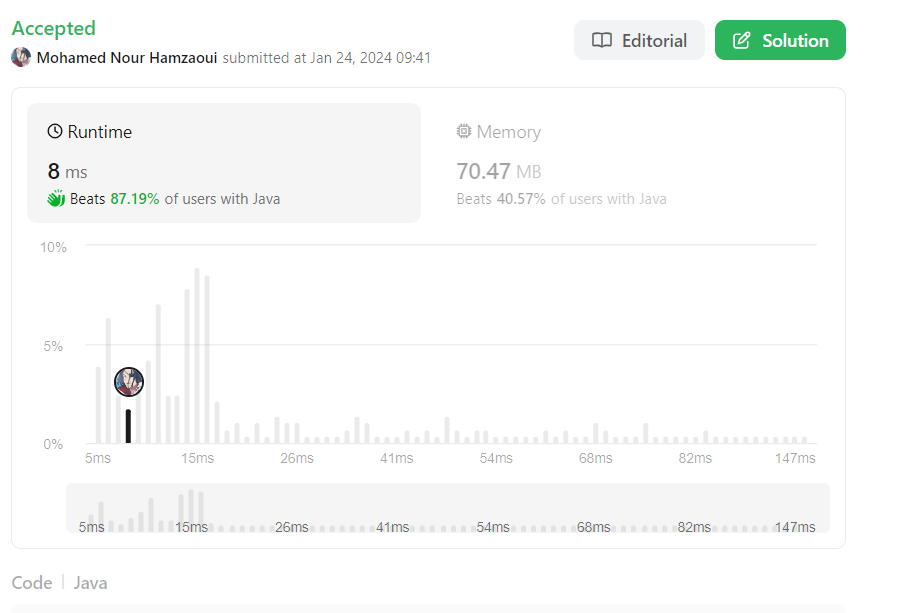 Accepted
Mohamed Nour Hamzaoui submitted at Jan 24, 2024 09:41
Editorial
Solution
Runtime
8 ms
Beats 87.19% of users with Java
Memory
70.47 MB
Beats 40.57% of users with Java
10%
5%
0%
5ms 15ms 26ms 41ms 54ms 68ms 82ms 147ms
5ms 15ms 26ms 41ms 54ms 68ms 82ms 147ms
Code | Java